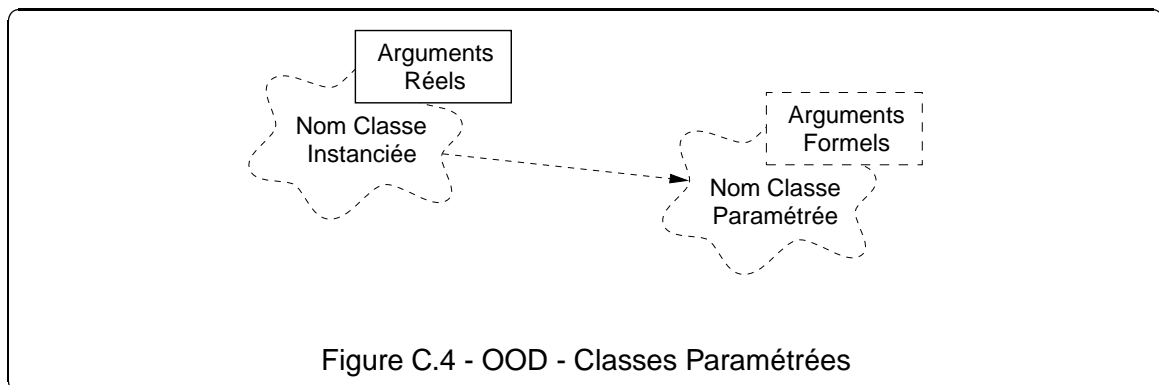 Arguments
Réels
Nom Classe
Instanciée
Arguments
Formels
Nom Classe
Paramétrée
Figure C.4 - OOD - Classes Paramétrées